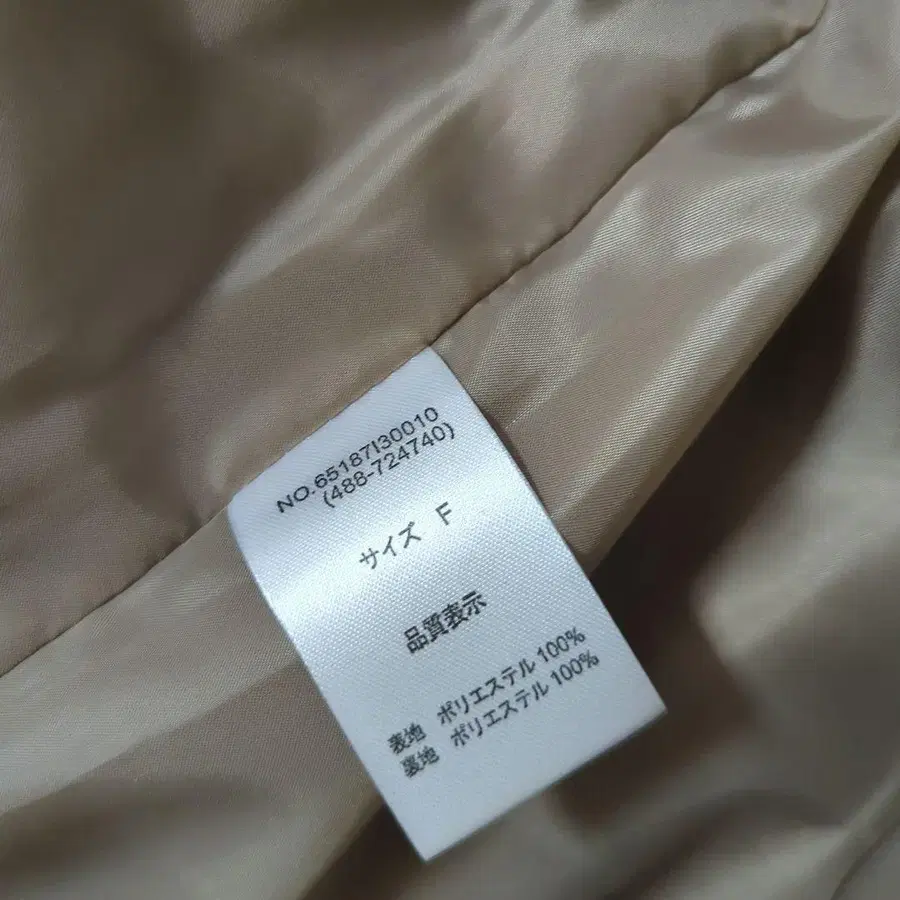 NO.65187I30010
(488-724740)
サイズ F
品質表示
表地 ポリエステル 100%
裏地 ポリエステル 100%